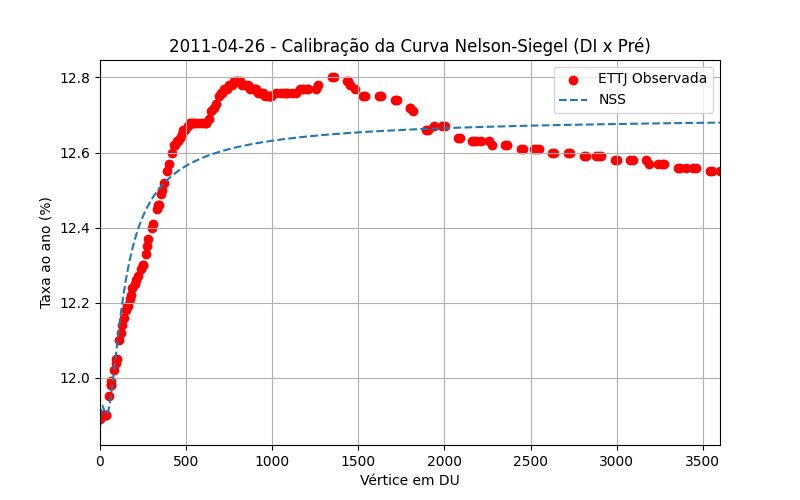 2011-04-26 - Calibração da Curva Nelson-Siegel (DI x Pré)
ETTJ Observada
NSS
Taxa ao ano (%)
12.8
12.6
12.4
12.2
12.0
0 500 1000 1500 2000 2500 3000 3500
Vértice em DU